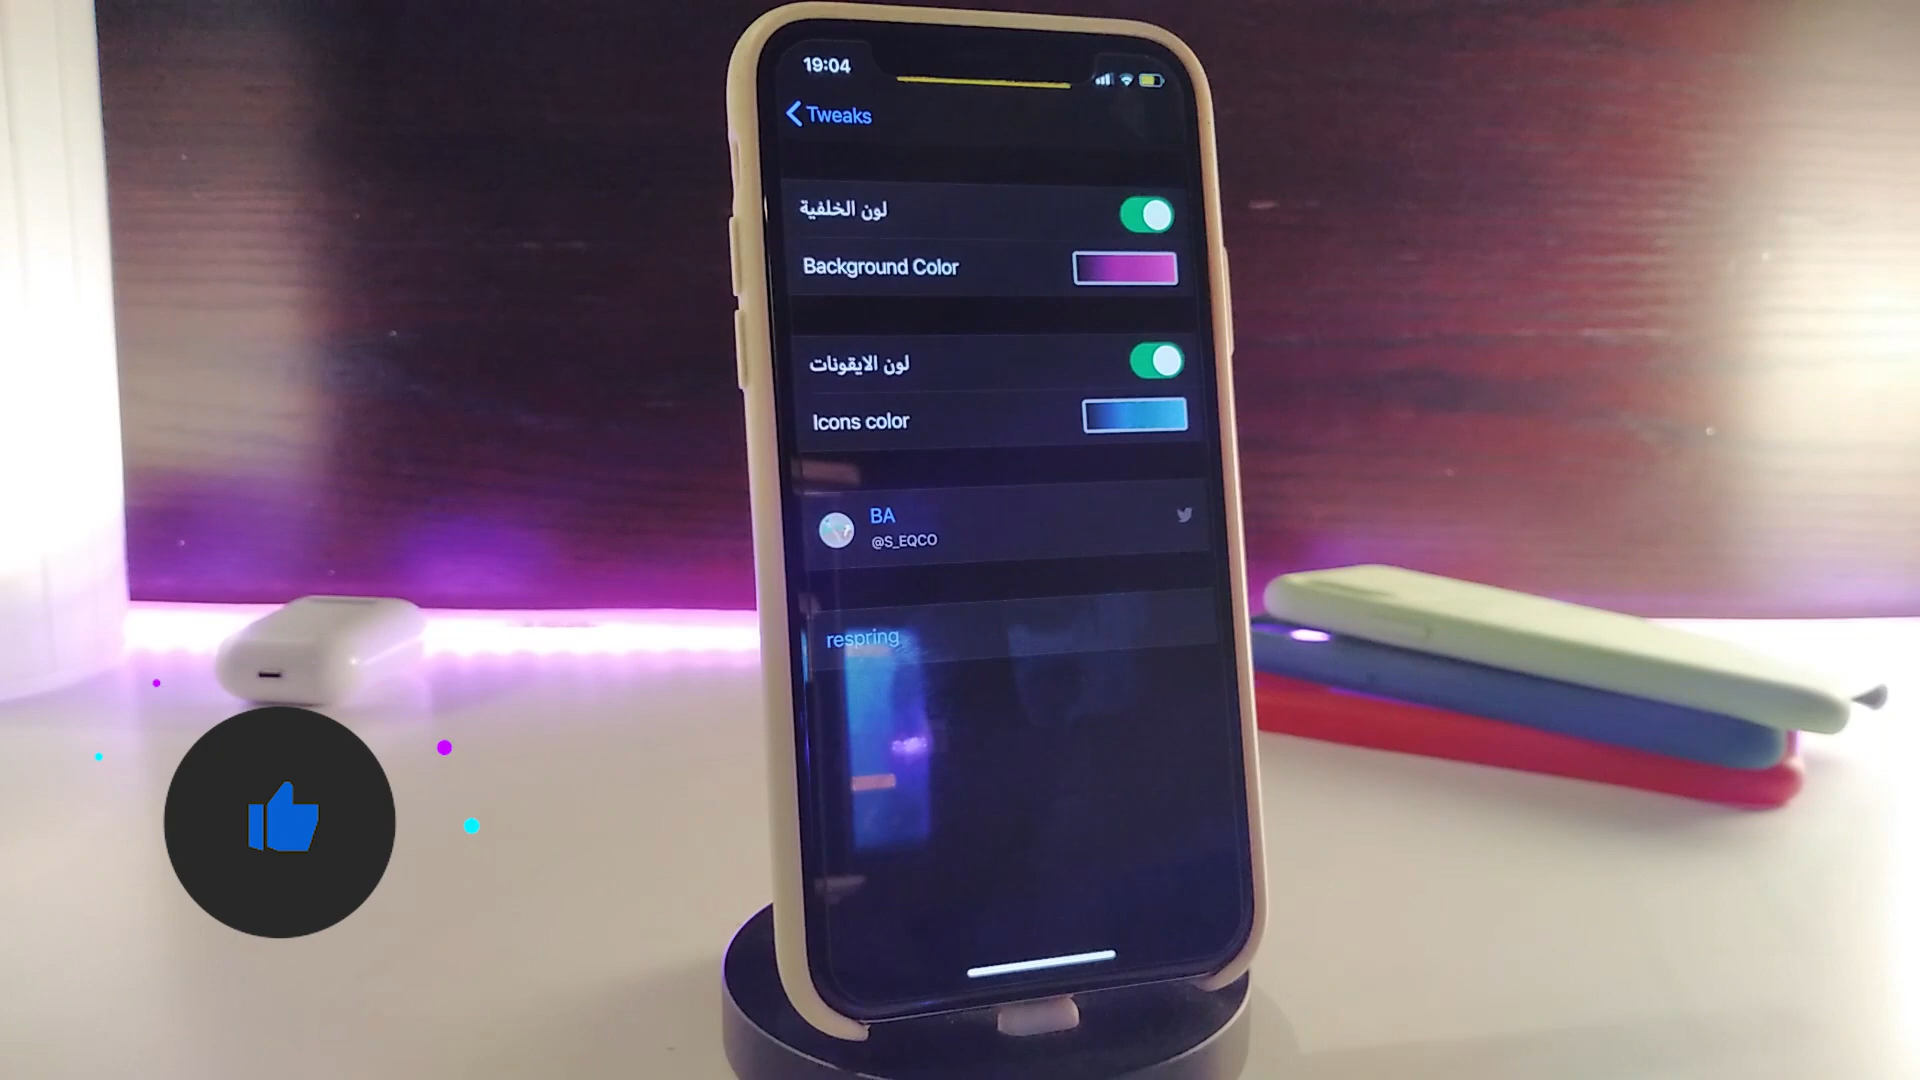 19:04
Tweaks
لون الخلفية
Background Color
لون الايقونات
Icons color
BA
@S_EQCO
respring